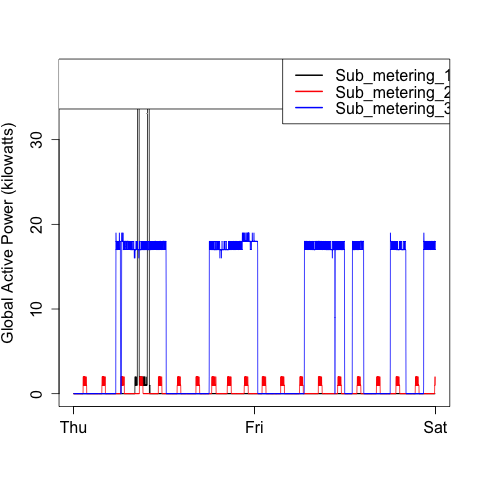 Sub_metering_1
Sub_metering_2
Sub_metering_3
Global Active Power (kilowatts)
30
20
10
0
Thu Fri Sat